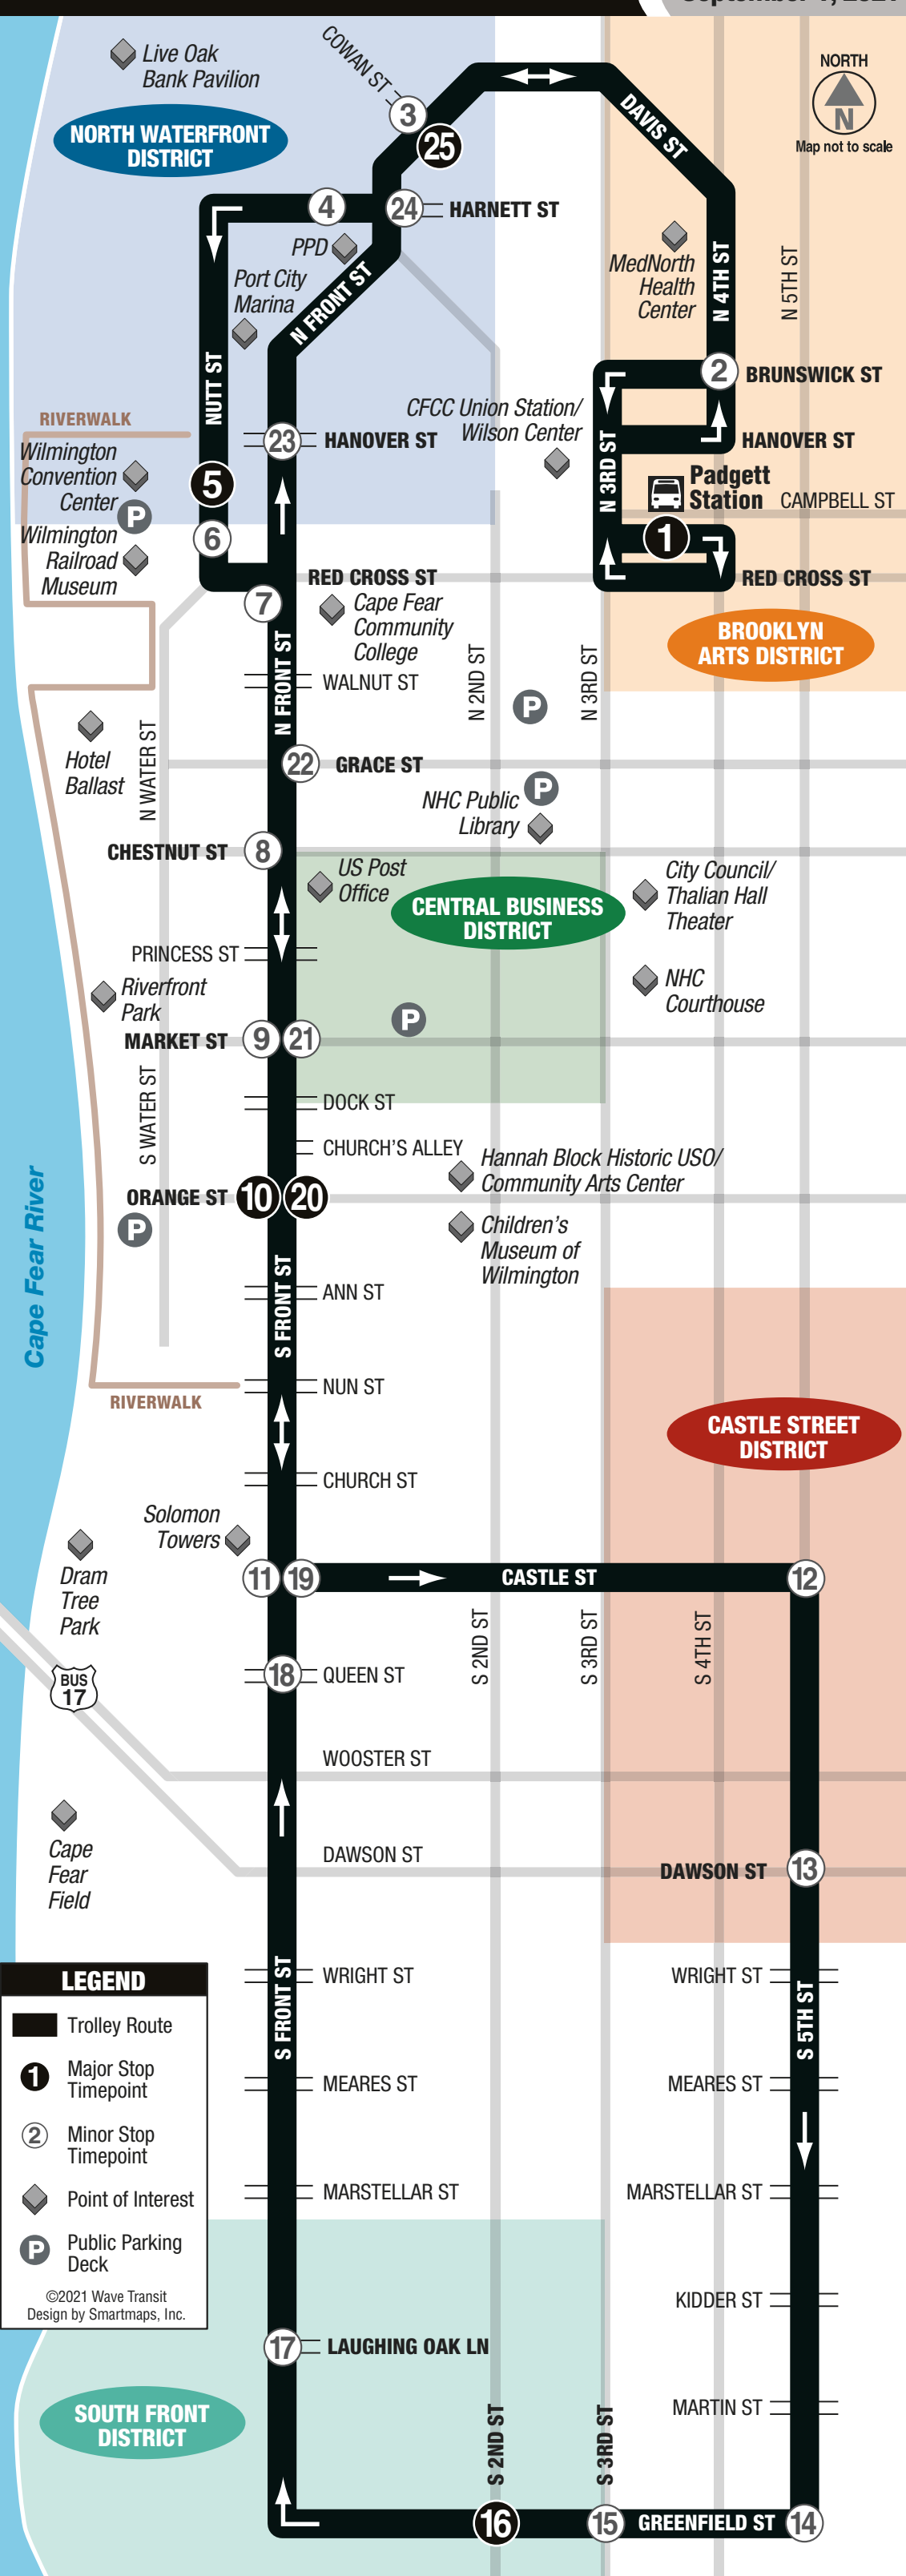 COWAN ST
Live Oak
Bank Pavilion
NORTH
N
Map not to scale
NORTH WATERFRONT
DISTRICT
3
25
DAVIS ST
4
24
HARNETT ST
PPD
Port City
Marina
N FRONT ST
MedNorth
Health
Center
N 4TH ST
N 5TH ST
NUTT ST
2
BRUNSWICK ST
RIVERWALK
CFCC Union Station/
Wilson Center
23
HANOVER ST
N 3RD ST
HANOVER ST
Wilmington
Convention
Center
P
5
Padgett
Station
CAMPBELL ST
Wilmington
Railroad
Museum
6
1
RED CROSS ST
RED CROSS ST
7
Cape Fear
Community
College
BROOKLYN
ARTS DISTRICT
N FRONT ST
WALNUT ST
N 2ND ST
N 3RD ST
P
Hotel
Ballast
N WATER ST
22
GRACE ST
P
NHC Public
Library
CHESTNUT ST
8
US Post
Office
CENTRAL BUSINESS
DISTRICT
City Council/
Thalian Hall
Theater
PRINCESS ST
Riverfront
Park
NHC
Courthouse
P
MARKET ST
9
21
S WATER ST
DOCK ST
CHURCH'S ALLEY
Hannah Block Historic USO/
Community Arts Center
ORANGE ST
10
20
P
Children's
Museum of
Wilmington
Cape Fear River
S FRONT ST
ANN ST
NUN ST
RIVERWALK
CASTLE STREET
DISTRICT
CHURCH ST
Solomon
Towers
Dram
Tree
Park
11
19
CASTLE ST
12
S 2ND ST
S 3RD ST
S 4TH ST
BUS
17
18
QUEEN ST
WOOSTER ST
Cape
Fear
Field
DAWSON ST
DAWSON ST
13
WRIGHT ST
WRIGHT ST
S FRONT ST
S 5TH ST
LEGEND
Trolley Route
1
Major Stop
Timepoint
2
Minor Stop
Timepoint
Point of Interest
P
Public Parking
Deck
©2021 Wave Transit
Design by Smartmaps, Inc.
MEARES ST
MEARES ST
MARSTELLAR ST
MARSTELLAR ST
KIDDER ST
17
LAUGHING OAK LN
SOUTH FRONT
DISTRICT
MARTIN ST
S 2ND ST
S 3RD ST
16
15
GREENFIELD ST
14